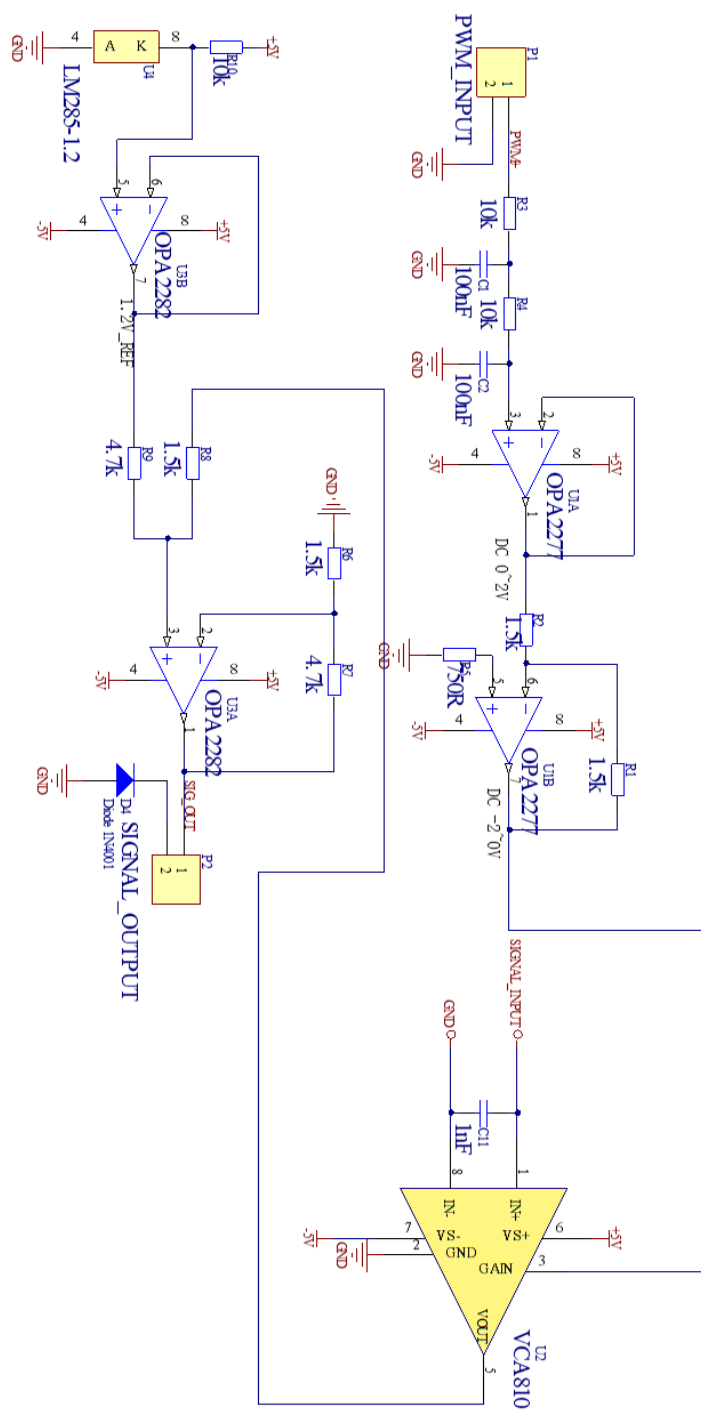 PWM_INPUT
P1
1
2
PWM+
GND
R3
10k
GND
C1
100nF
R4
10k
GND
C2
100nF
3
2
+
-
-5V
4
8
+5V
1
U1A
OPA2277
DC 0~2V
R2
1.5k
GND
R5
750R
5
6
+
-
-5V
4
8
+5V
7
U1B
OPA2277
R1
1.5k
DC -2~0V
SIGNAL_INPUT
GND
C11
1nF
8
1
IN-
IN+
-5V
7
VS-
VS+
6
+5V
GND
2
GND
GAIN
3
VOUT
5
U2
VCA810
GND
4
A
K
8
U4
LM285-1.2
R10
10k
+5V
5
6
+
-
-5V
4
8
+5V
7
U3B
OPA2282
1.2V_REF
R9
4.7k
R8
1.5k
GND
R6
1.5k
R7
4.7k
3
2
+
-
-5V
4
8
+5V
1
U3A
OPA2282
SIG_OUT
GND
D4
Diode 1N4001
P2
1
2
SIGNAL_OUTPUT